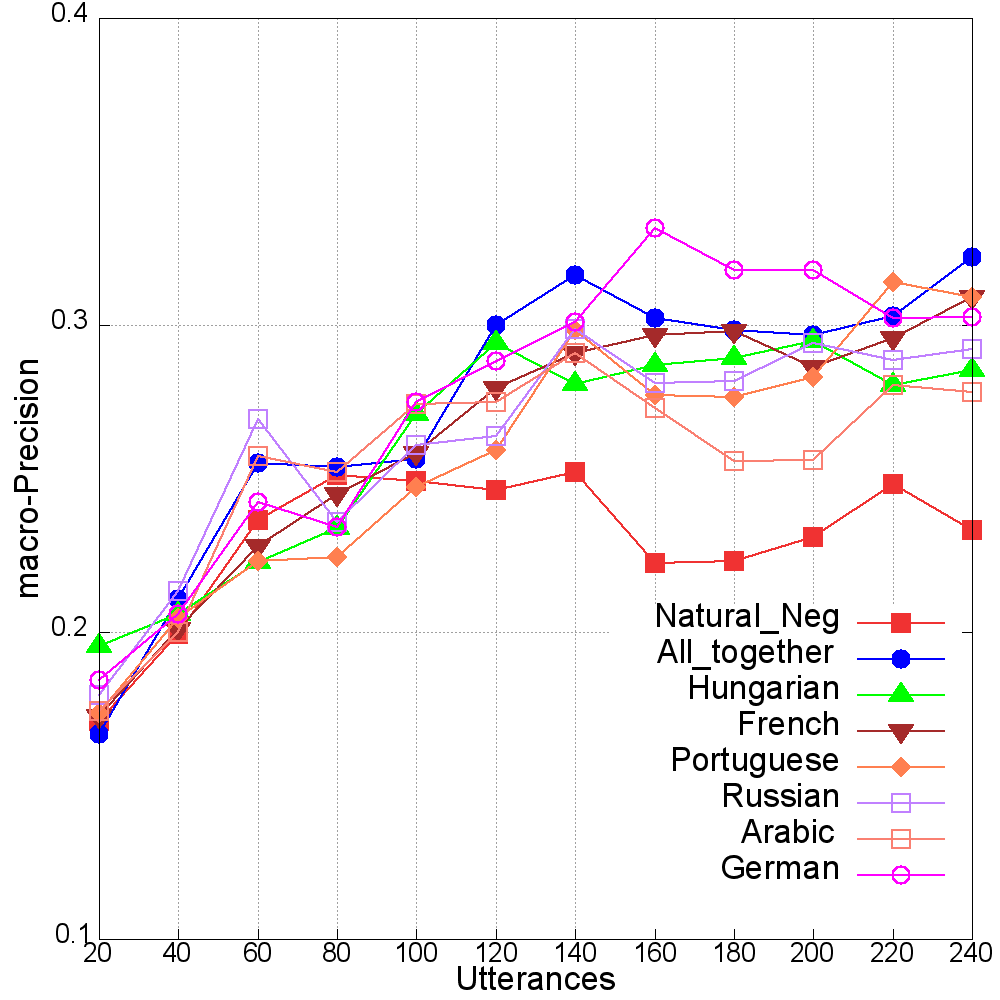 0.4
0.3
0.2
0.1
macro-Precision
Natural_Neg
All_together
Hungarian
French
Portuguese
Russian
Arabic
German
20 40 60 80 100 120 140 160 180 200 220 240
Utterances